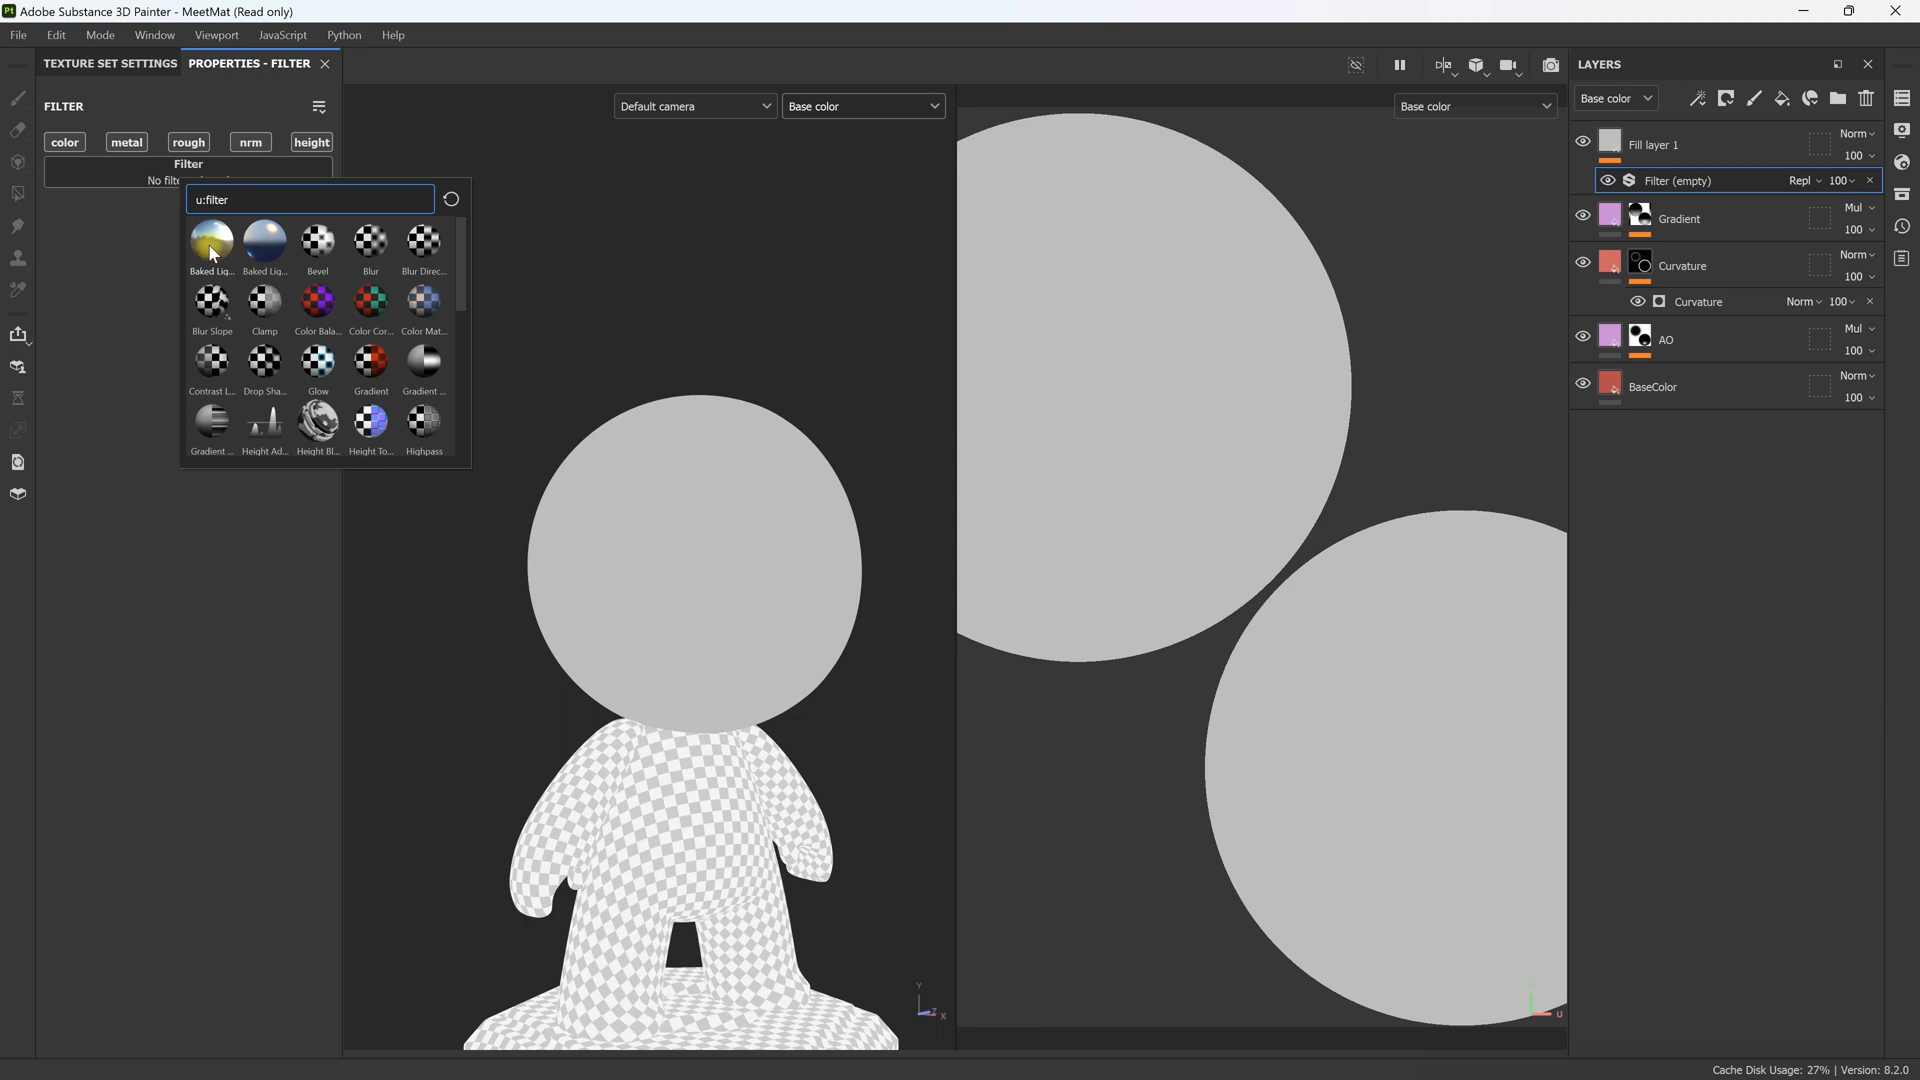 Pt Adobe Substance 3D Painter - MeetMat (Read only)
File Edit Mode Window Viewport JavaScript Python Help
TEXTURE SET SETTINGS PROPERTIES - FILTER
FILTER
color metal rough nrm height
Filter
No filte
u:filter
Baked Lig... Baked Lig... Bevel Blur Blur Direc...
Blur Slope Clamp Color Bala... Color Cor... Color Mat...
Contrast L... Drop Sha... Glow Gradient Gradient ...
Gradient ... Height Ad... Height Bl... Height To... Highpass
Default camera Base color
Base color
Y
Z
X
U
LAYERS
Base color
Fill layer 1 Norm
100
Filter (empty) Repl 100
Gradient Mul
100
Curvature Norm
100
Curvature Norm 100
AO Mul
100
BaseColor Norm
100
Cache Disk Usage: 27% | Version: 8.2.0